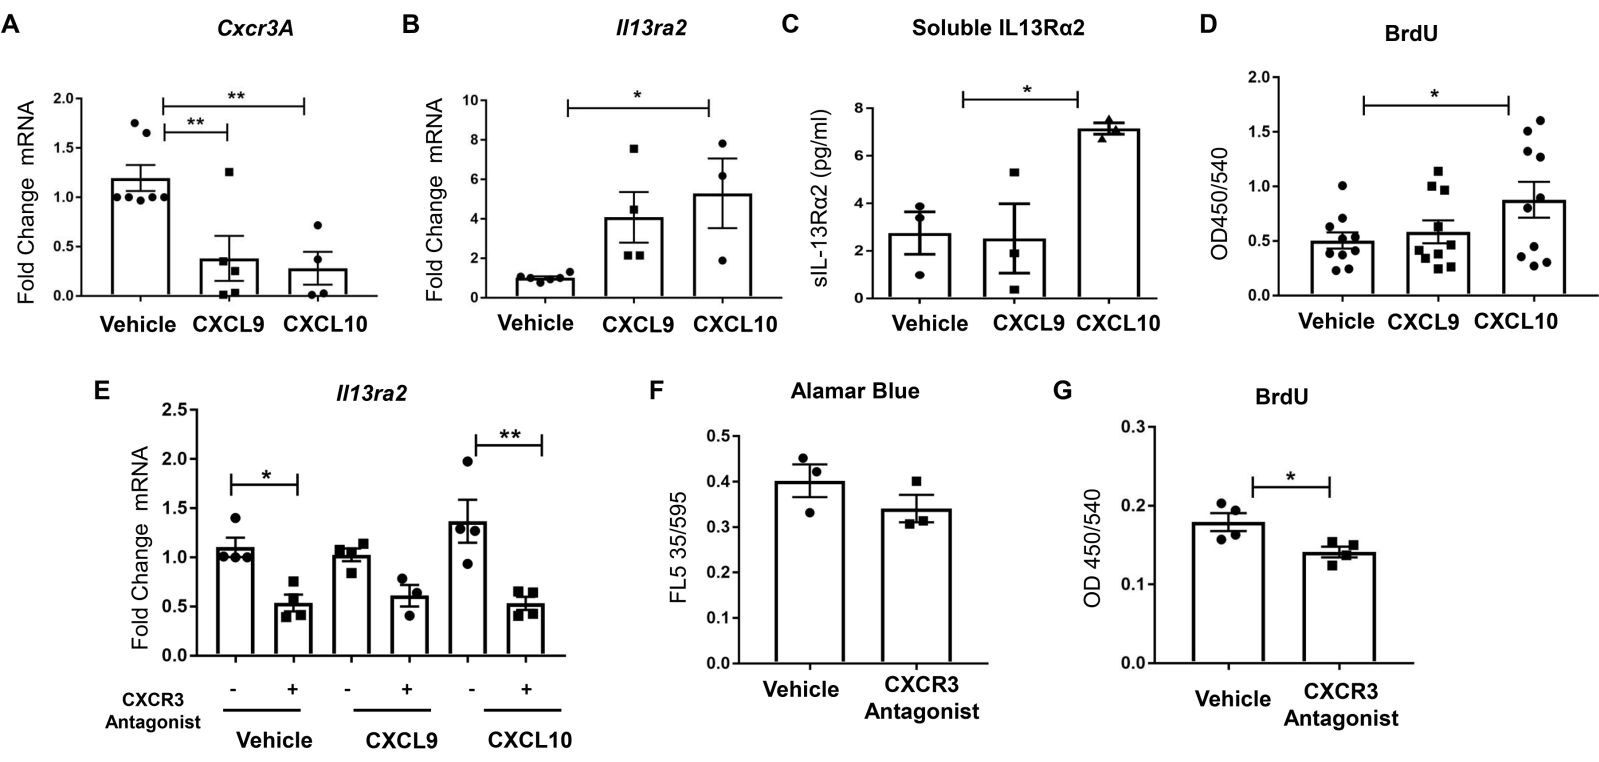 A
Cxcr3A
Fold Change mRNA
2.0
1.5
1.0
0.5
0.0
**
**
Vehicle
CXCL9
CXCL10
B
Il13ra2
Fold Change mRNA
10
8
6
4
2
0
*
Vehicle
CXCL9
CXCL10
C
Soluble IL13Rα2
sIL-13Rα2 (pg/ml)
8
6
4
2
0
*
Vehicle
CXCL9
CXCL10
D
BrdU
OD450/540
2.0
1.5
1.0
0.5
0.0
*
Vehicle
CXCL9
CXCL10
E
Il13ra2
Fold Change mRNA
2.5
2.0
1.5
1.0
0.5
0.0
*
**
CXCR3
Antagonist
- + - + - +
Vehicle
CXCL9
CXCL10
F
Alamar Blue
FL5 35/595
0.5
0.4
0.3
0.2
0.1
0.0
Vehicle
CXCR3
Antagonist
G
BrdU
OD 450/540
0.3
0.2
0.1
0.0
*
Vehicle
CXCR3
Antagonist